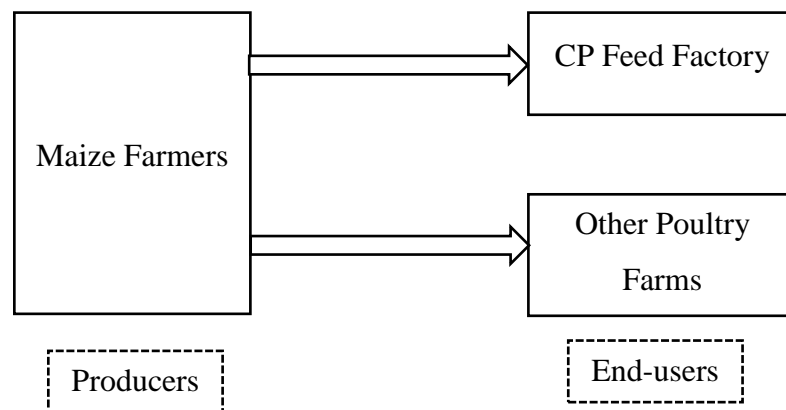 CP Feed Factory
Maize Farmers
Other Poultry
Farms
Producers
End-users